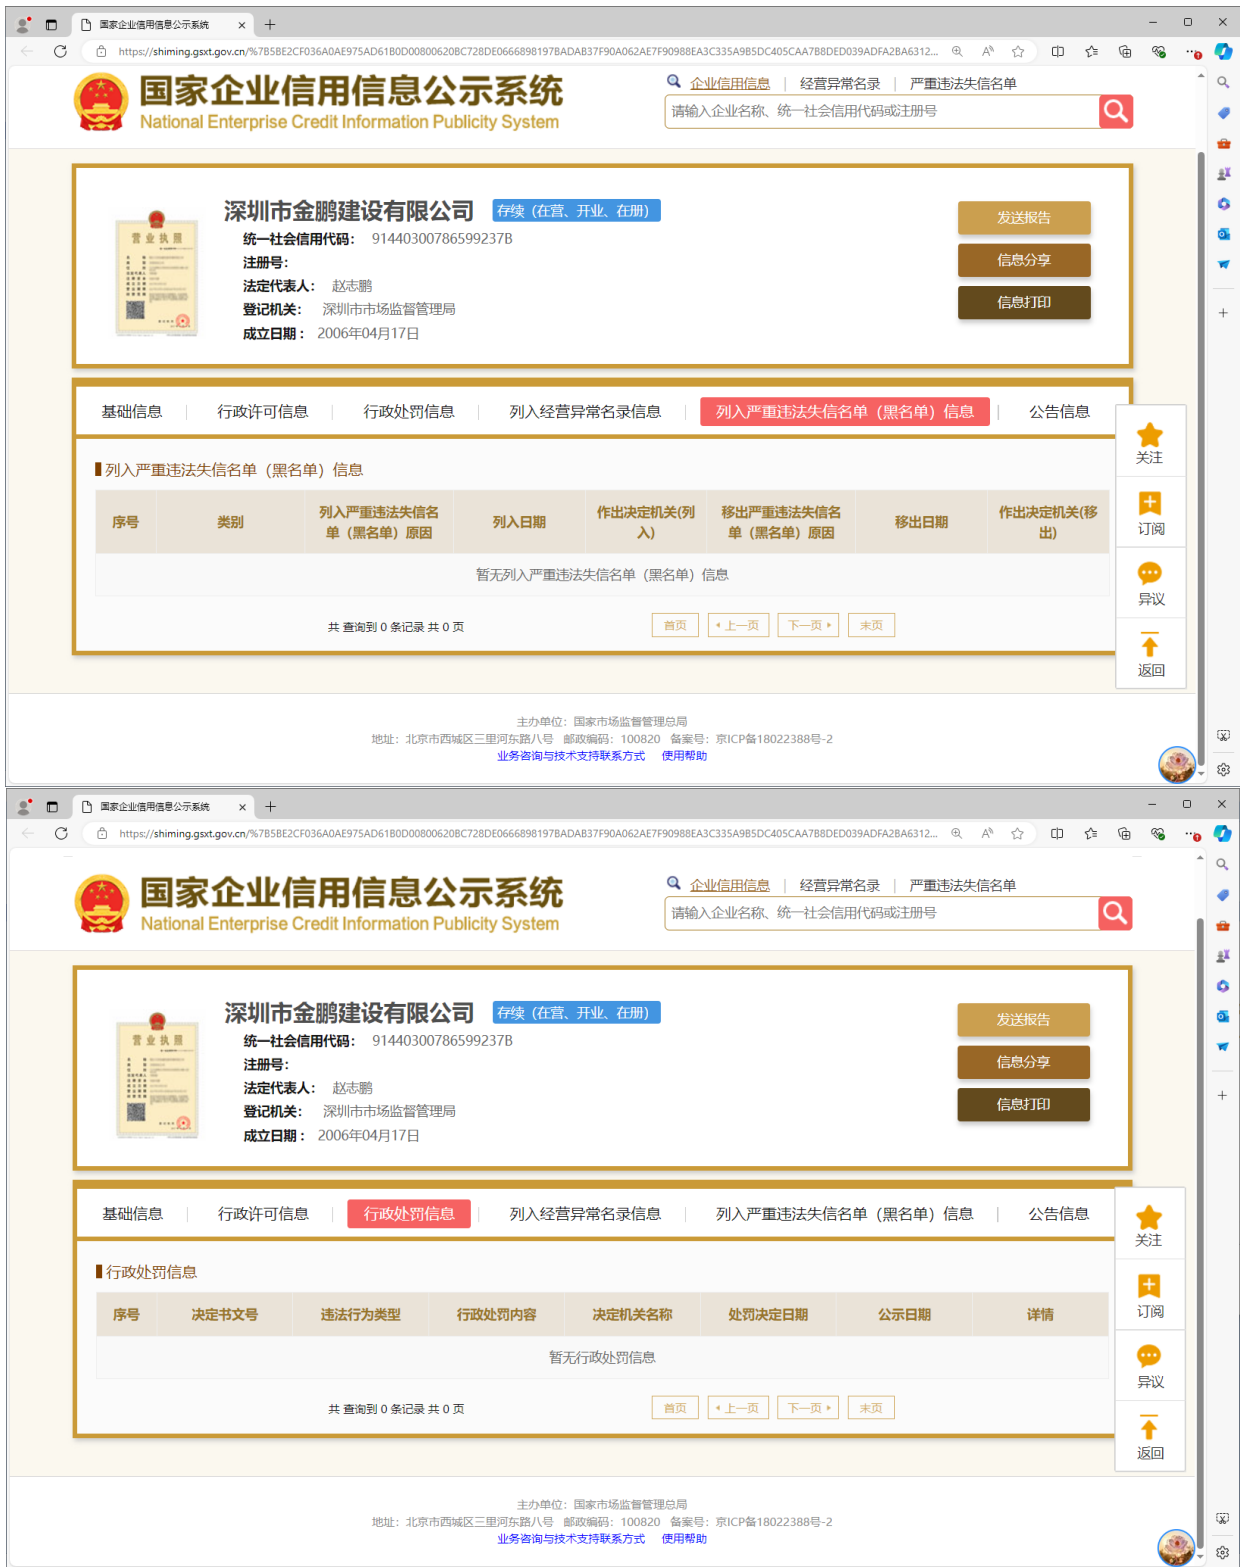 国家企业信用信息公示系统
https://shiming.gsxt.gov.cn/%7B5BE2CF036A0AE975AD61B0D00800620BC728DE0666898197BADAB37F90A062AE7F90988EA3C335A9B5DC405CAA7B8DED039ADFA2BA6312...
国家企业信用信息公示系统
National Enterprise Credit Information Publicity System
企业信用信息 | 经营异常名录 | 严重违法失信名单
请输入企业名称、统一社会信用代码或注册号
营业执照
深圳市金鹏建设有限公司 存续（在营、开业、在册）
统一社会信用代码： 91440300786599237B
注册号：
法定代表人： 赵志鹏
登记机关： 深圳市市场监督管理局
成立日期： 2006年04月17日
发送报告
信息分享
信息打印
基础信息 | 行政许可信息 | 行政处罚信息 | 列入经营异常名录信息 | 列入严重违法失信名单（黑名单）信息 | 公告信息
列入严重违法失信名单（黑名单）信息
序号 类别 列入严重违法失信名单（黑名单）原因 列入日期 作出决定机关(列入) 移出严重违法失信名单（黑名单）原因 移出日期 作出决定机关(移出)
暂无列入严重违法失信名单（黑名单）信息
共 查询到 0 条记录 共 0 页 首页 上一页 下一页 末页
关注
订阅
异议
返回
主办单位：国家市场监督管理总局
地址：北京市西城区三里河东路八号 邮政编码：100820 备案号：京ICP备18022388号-2
业务咨询与技术支持联系方式 使用帮助
国家企业信用信息公示系统
https://shiming.gsxt.gov.cn/%7B5BE2CF036A0AE975AD61B0D00800620BC728DE0666898197BADAB37F90A062AE7F90988EA3C335A9B5DC405CAA7B8DED039ADFA2BA6312...
国家企业信用信息公示系统
National Enterprise Credit Information Publicity System
企业信用信息 | 经营异常名录 | 严重违法失信名单
请输入企业名称、统一社会信用代码或注册号
营业执照
深圳市金鹏建设有限公司 存续（在营、开业、在册）
统一社会信用代码： 91440300786599237B
注册号：
法定代表人： 赵志鹏
登记机关： 深圳市市场监督管理局
成立日期： 2006年04月17日
发送报告
信息分享
信息打印
基础信息 | 行政许可信息 | 行政处罚信息 | 列入经营异常名录信息 | 列入严重违法失信名单（黑名单）信息 | 公告信息
行政处罚信息
序号 决定书文号 违法行为类型 行政处罚内容 决定机关名称 处罚决定日期 公示日期 详情
暂无行政处罚信息
共 查询到 0 条记录 共 0 页 首页 上一页 下一页 末页
关注
订阅
异议
返回
主办单位：国家市场监督管理总局
地址：北京市西城区三里河东路八号 邮政编码：100820 备案号：京ICP备18022388号-2
业务咨询与技术支持联系方式 使用帮助